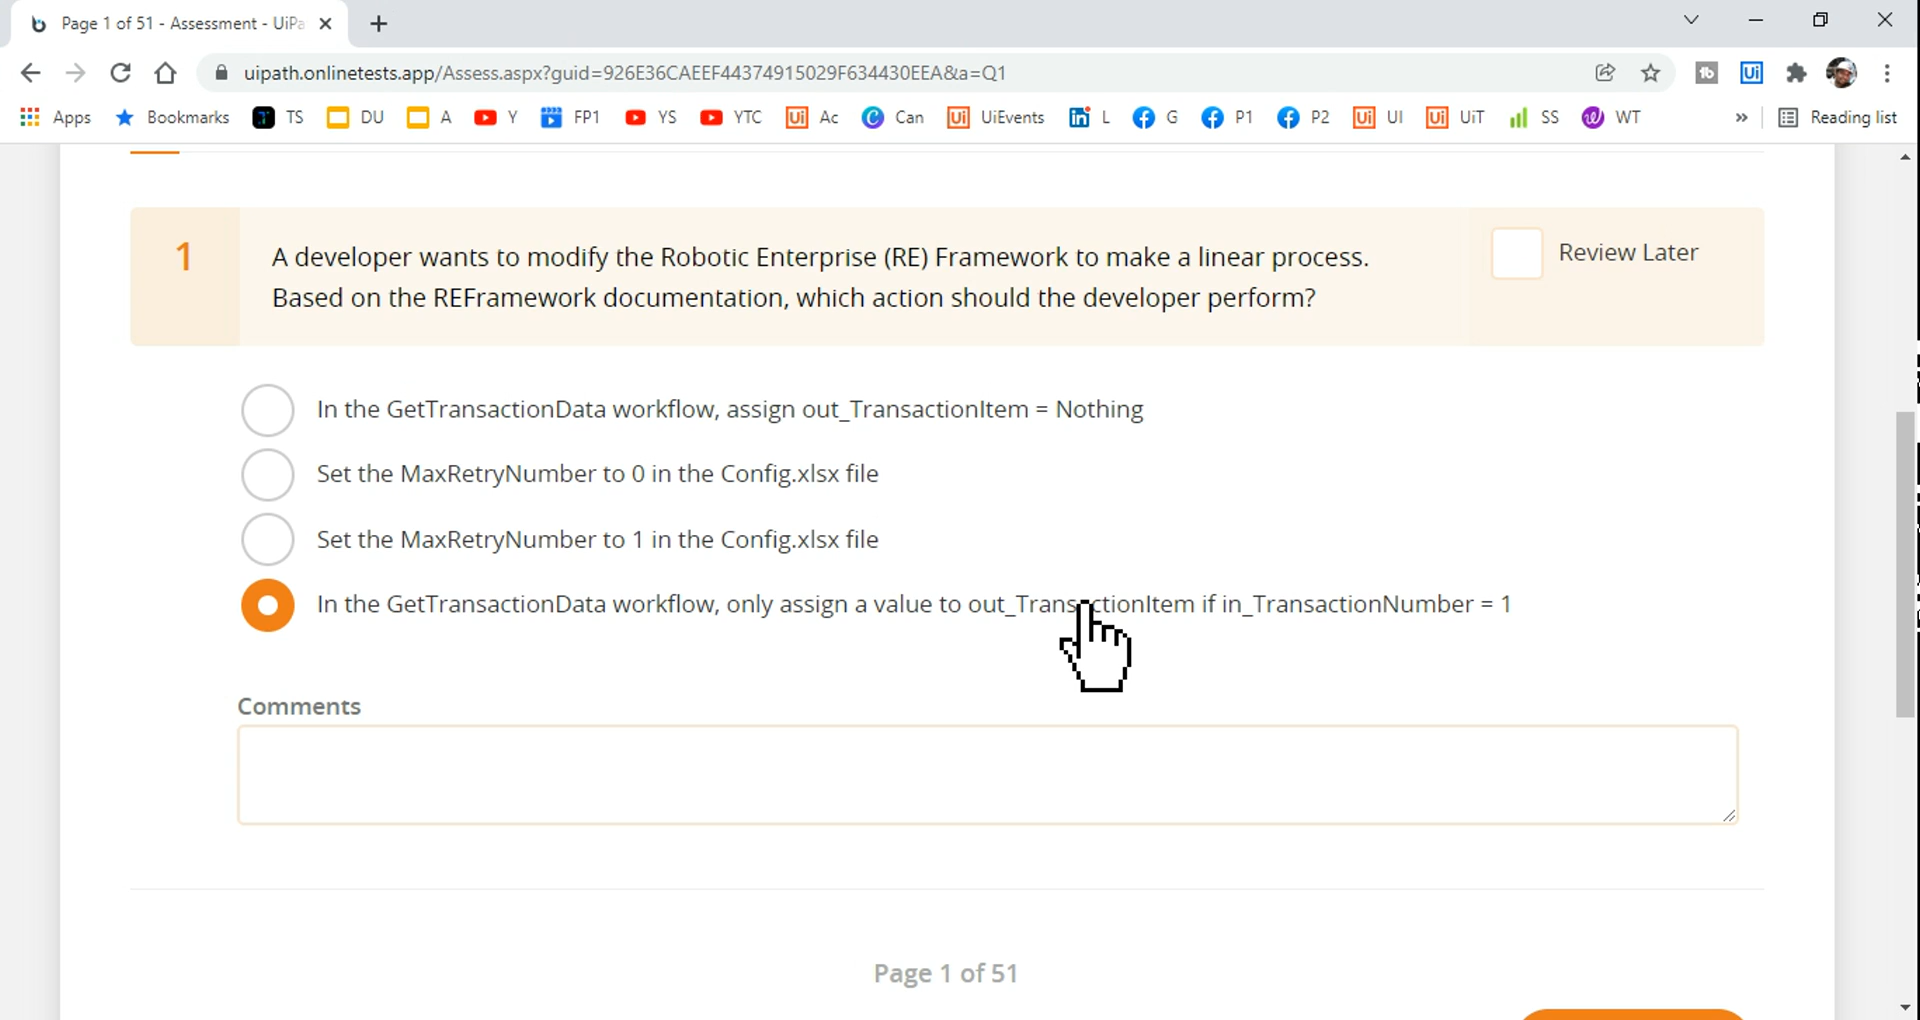 Page 1 of 51 - Assessment - UiPa
uipath.onlinetests.app/Assess.aspx?guid=926E36CAEEF44374915029F634430EEA&a=Q1
Apps Bookmarks TS DU A Y FP1 YS YTC Ac Can UiEvents L G P1 P2 UI UiT SS WT » Reading list
1
A developer wants to modify the Robotic Enterprise (RE) Framework to make a linear process.
Based on the REFramework documentation, which action should the developer perform?
Review Later
In the GetTransactionData workflow, assign out_TransactionItem = Nothing
Set the MaxRetryNumber to 0 in the Config.xlsx file
Set the MaxRetryNumber to 1 in the Config.xlsx file
In the GetTransactionData workflow, only assign a value to out_TransactionItem if in_TransactionNumber = 1
Comments
Page 1 of 51